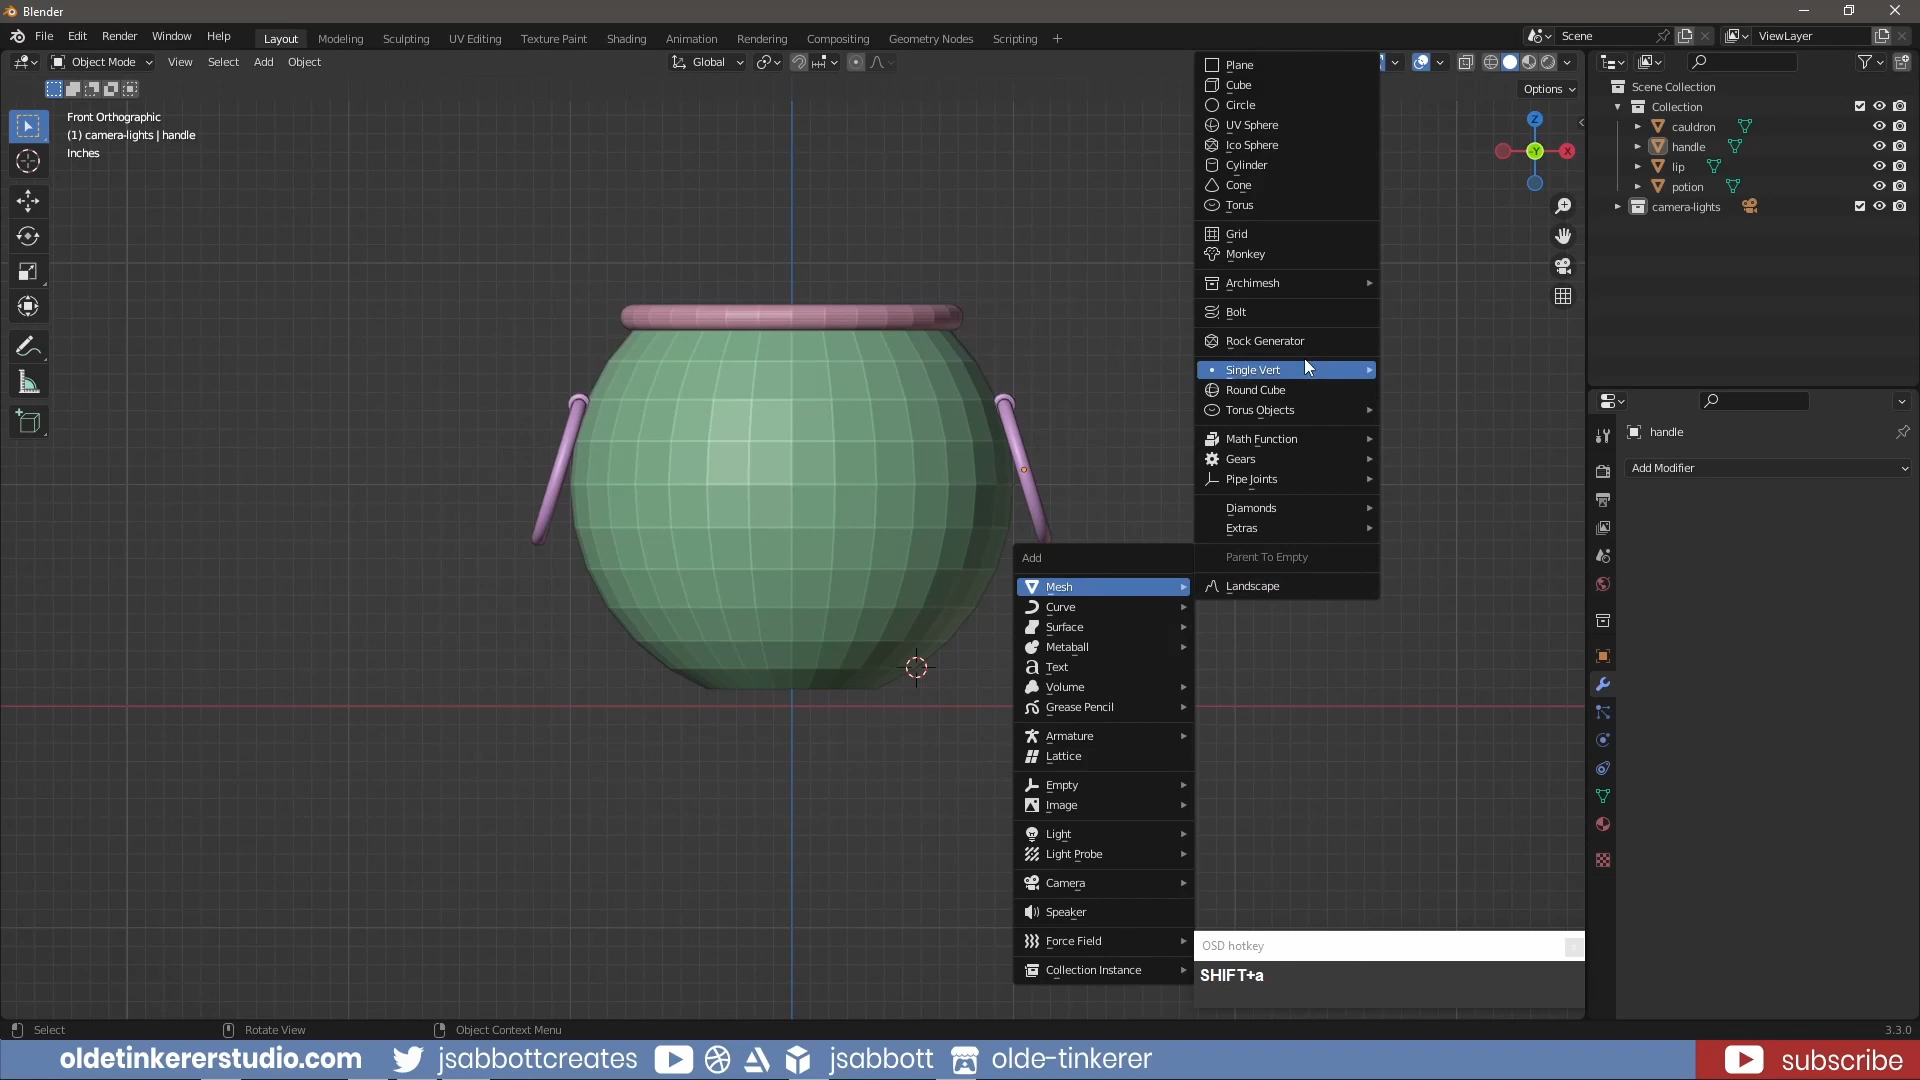 Blender
File Edit Render Window Help
Layout Modeling Sculpting UV Editing Texture Paint Shading Animation Rendering Compositing Geometry Nodes Scripting +
Scene
ViewLayer
Object Mode View Select Add Object
Global
Options
Front Orthographic
(1) camera-lights | handle
Inches
Z
-Y
X
Plane
Cube
Circle
UV Sphere
Ico Sphere
Cylinder
Cone
Torus
Grid
Monkey
Archimesh
Bolt
Rock Generator
Single Vert
Round Cube
Torus Objects
Math Function
Gears
Pipe Joints
Diamonds
Extras
Parent To Empty
Landscape
Add
Mesh
Curve
Surface
Metaball
Text
Volume
Grease Pencil
Armature
Lattice
Empty
Image
Light
Light Probe
Camera
Speaker
Force Field
Collection Instance
Scene Collection
Collection
cauldron
handle
lip
potion
camera-lights
handle
Add Modifier
OSD hotkey
SHIFT+a
Select
Rotate View
Object Context Menu
3.3.0
oldetinkererstudio.com jsabbottcreates jsabbott olde-tinkerer subscribe